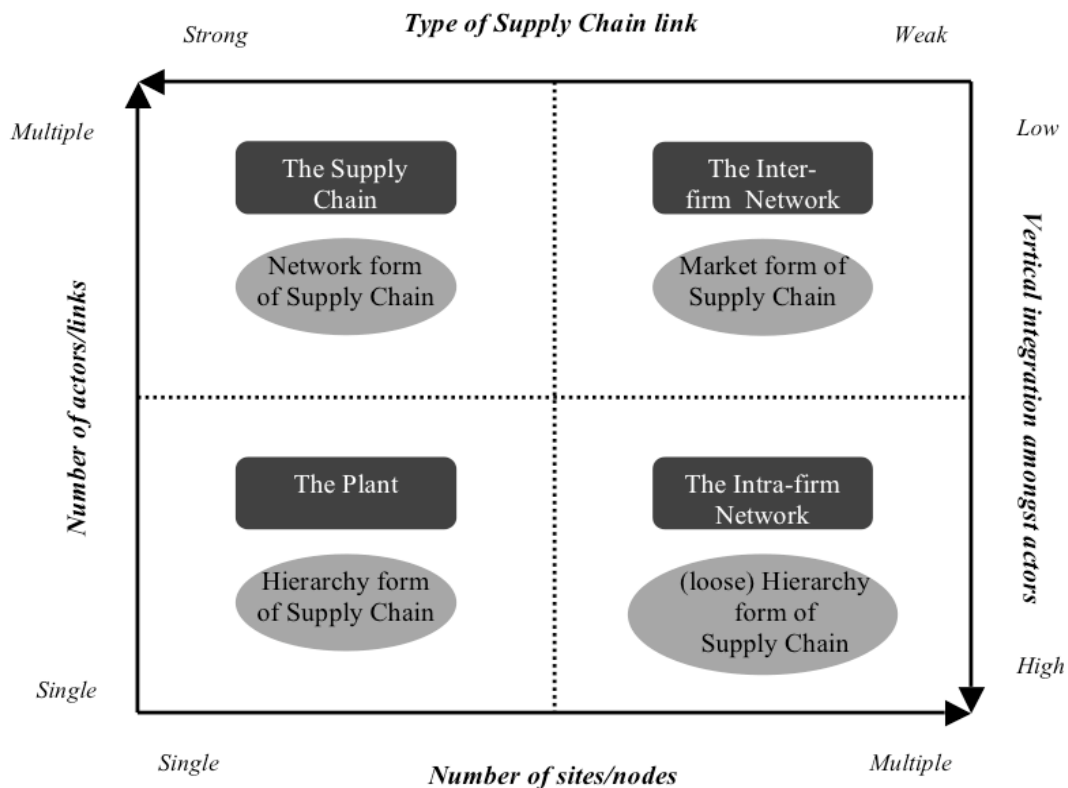 Type of Supply Chain link
Strong
Weak
Multiple
Low
The Supply
Chain
The Inter-
firm Network
Network form
of Supply Chain
Market form of
Supply Chain
Number of actors/links
Vertical integration amongst actors
The Plant
The Intra-firm
Network
Hierarchy form
of Supply Chain
(loose) Hierarchy
form of
Supply Chain
Single
High
Single
Number of sites/nodes
Multiple